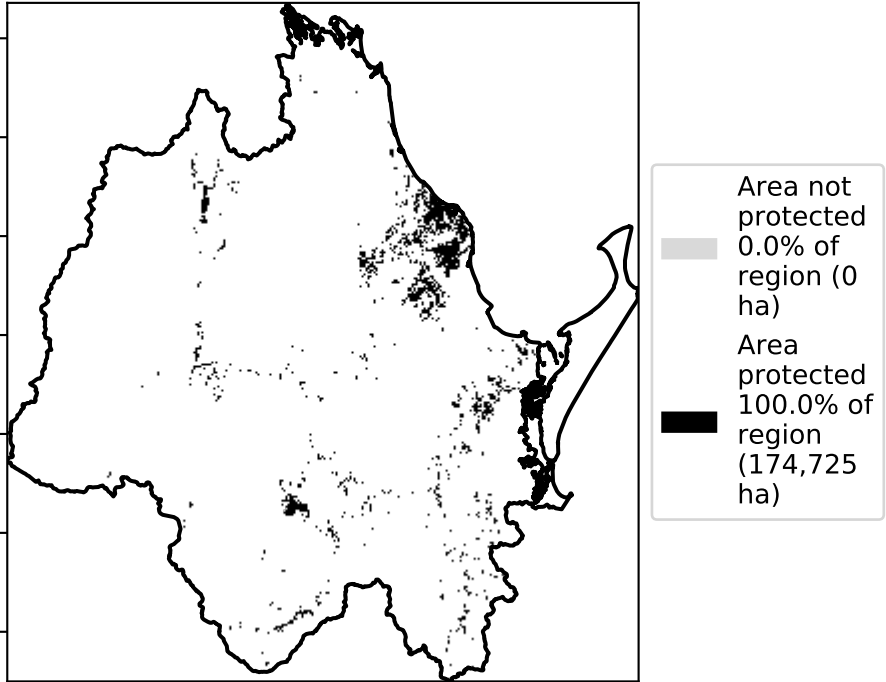 Area not
protected
0.0% of
region (0
ha)
Area
protected
100.0% of
region
(174,725
ha)